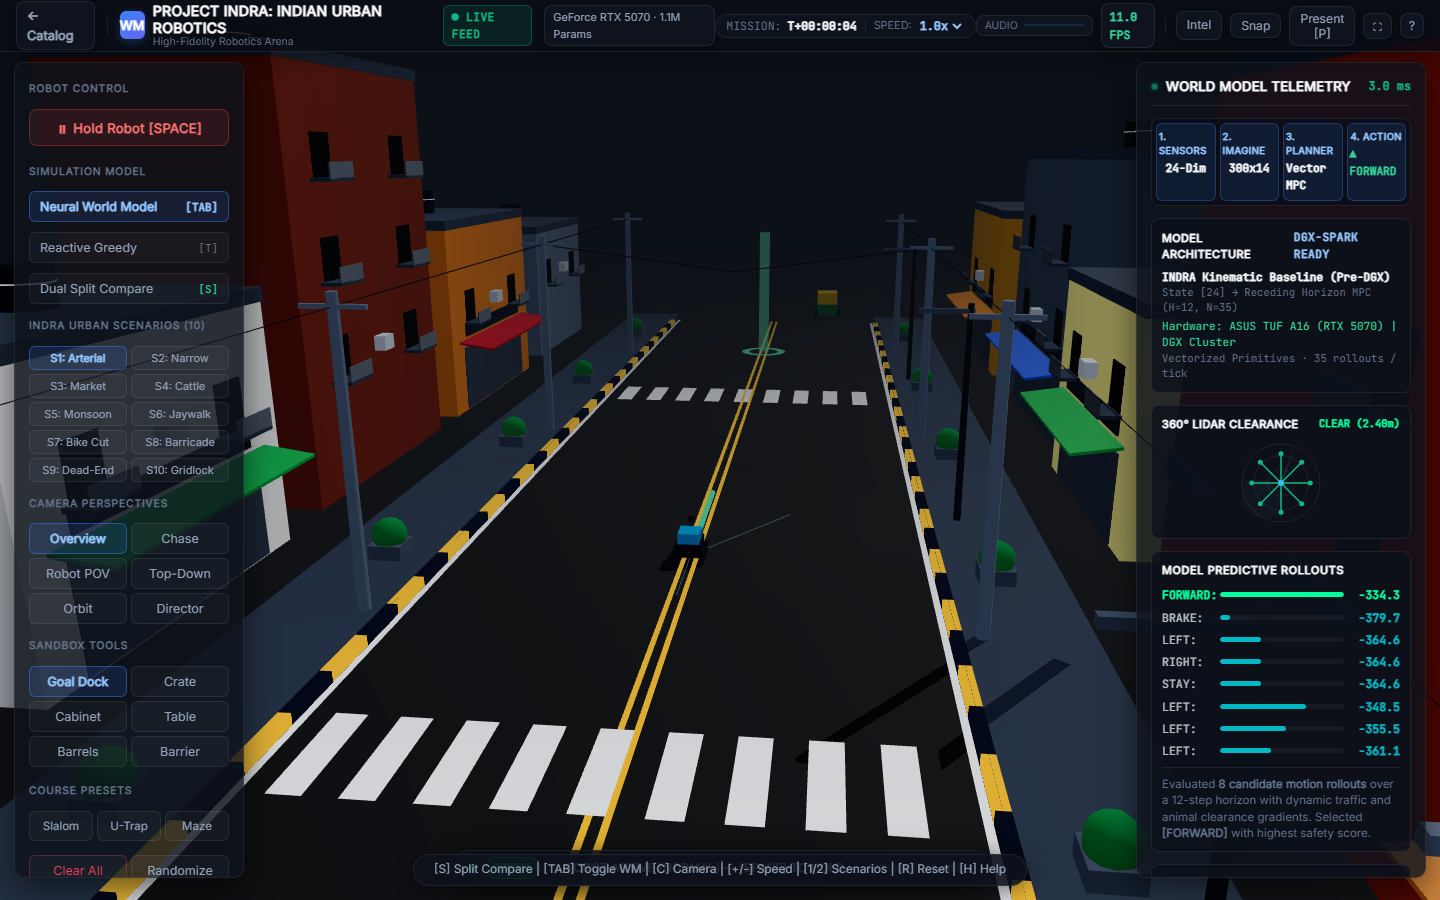 ← Catalog
WM
PROJECT INDRA: INDIAN URBAN ROBOTICS
High-Fidelity Robotics Arena
● LIVE FEED
GeForce RTX 5070 · 1.1M Params
MISSION: T+00:00:04
SPEED: 1.0x
AUDIO
11.0 FPS
Intel
Snap
Present [P]
?
ROBOT CONTROL
⏸ Hold Robot [SPACE]
SIMULATION MODEL
Neural World Model [TAB]
Reactive Greedy [T]
Dual Split Compare [S]
INDRA URBAN SCENARIOS (10)
S1: Arterial
S2: Narrow
S3: Market
S4: Cattle
S5: Monsoon
S6: Jaywalk
S7: Bike Cut
S8: Barricade
S9: Dead-End
S10: Gridlock
CAMERA PERSPECTIVES
Overview
Chase
Robot POV
Top-Down
Orbit
Director
SANDBOX TOOLS
Goal Dock
Crate
Cabinet
Table
Barrels
Barrier
COURSE PRESETS
Slalom
U-Trap
Maze
Clear All
Randomize
WORLD MODEL TELEMETRY 3.0 ms
1. SENSORS
24-Dim
2. IMAGINE
300x14
3. PLANNER
Vector MPC
4. ACTION
▲ FORWARD
MODEL ARCHITECTURE
DGX-SPARK READY
INDRA Kinematic Baseline (Pre-DGX)
State [24] → Receding Horizon MPC
(H=12, N=35)
Hardware: ASUS TUF A16 (RTX 5070) |
DGX Cluster
Vectorized Primitives · 35 rollouts /
tick
360° LIDAR CLEARANCE CLEAR (2.40m)
MODEL PREDICTIVE ROLLOUTS
FORWARD: -334.3
BRAKE: -379.7
LEFT: -364.6
RIGHT: -364.6
STAY: -364.6
LEFT: -348.5
LEFT: -355.5
LEFT: -361.1
Evaluated 8 candidate motion rollouts over
a 12-step horizon with dynamic traffic and
animal clearance gradients. Selected
[FORWARD] with highest safety score.
[S] Split Compare | [TAB] Toggle WM | [C] Camera | [+/-] Speed | [1/2] Scenarios | [R] Reset | [H] Help